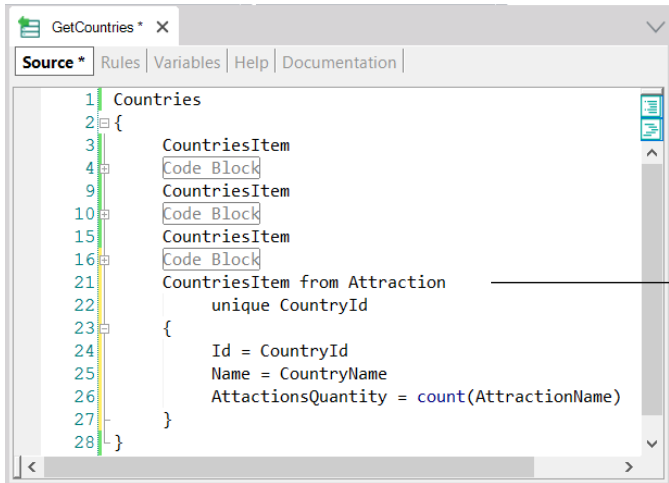 GetCountries * X
Source * Rules Variables Help Documentation
1 Countries
2 {
3 CountriesItem
4 Code Block
9 CountriesItem
10 Code Block
15 CountriesItem
16 Code Block
21 CountriesItem from Attraction
22 unique CountryId
23 {
24 Id = CountryId
25 Name = CountryName
26 AttactionsQuantity = count(AttractionName)
27 }
28 }